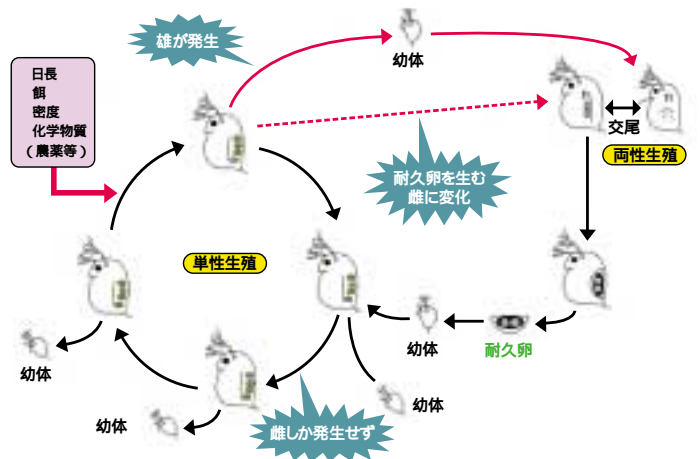 雄が発生
幼体
日長
餌
密度
化学物質
（農薬等）
交尾
両性生殖
耐久卵を生む
雌に変化
単性生殖
幼体
耐久卵
幼体
幼体
幼体
雌しか発生せず